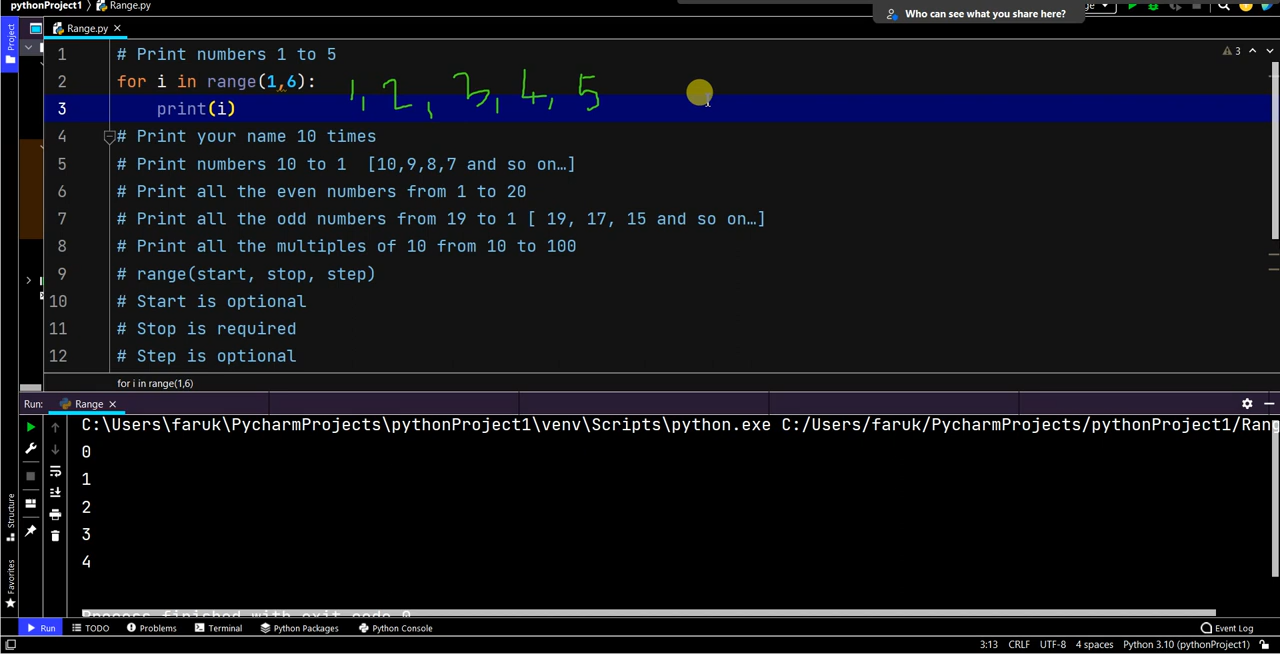 pythonProject1 > Range.py
Who can see what you share here?
Project
Range.py
1 # Print numbers 1 to 5
3
2 for i in range(1,6):
1, 2, 3, 4, 5
3 print(i)
4 # Print your name 10 times
5 # Print numbers 10 to 1 [10,9,8,7 and so on…]
6 # Print all the even numbers from 1 to 20
7 # Print all the odd numbers from 19 to 1 [ 19, 17, 15 and so on…]
8 # Print all the multiples of 10 from 10 to 100
9 # range(start, stop, step)
10 # Start is optional
11 # Stop is required
12 # Step is optional
for i in range(1,6)
Run: Range
C:\Users\faruk\PycharmProjects\pythonProject1\venv\Scripts\python.exe C:/Users/faruk/PycharmProjects/pythonProject1/Rang
0
1
2
3
4
Process finished with exit code 0
Structure
Favorites
Run TODO Problems Terminal Python Packages Python Console Event Log
3:13 CRLF UTF-8 4 spaces Python 3.10 (pythonProject1)